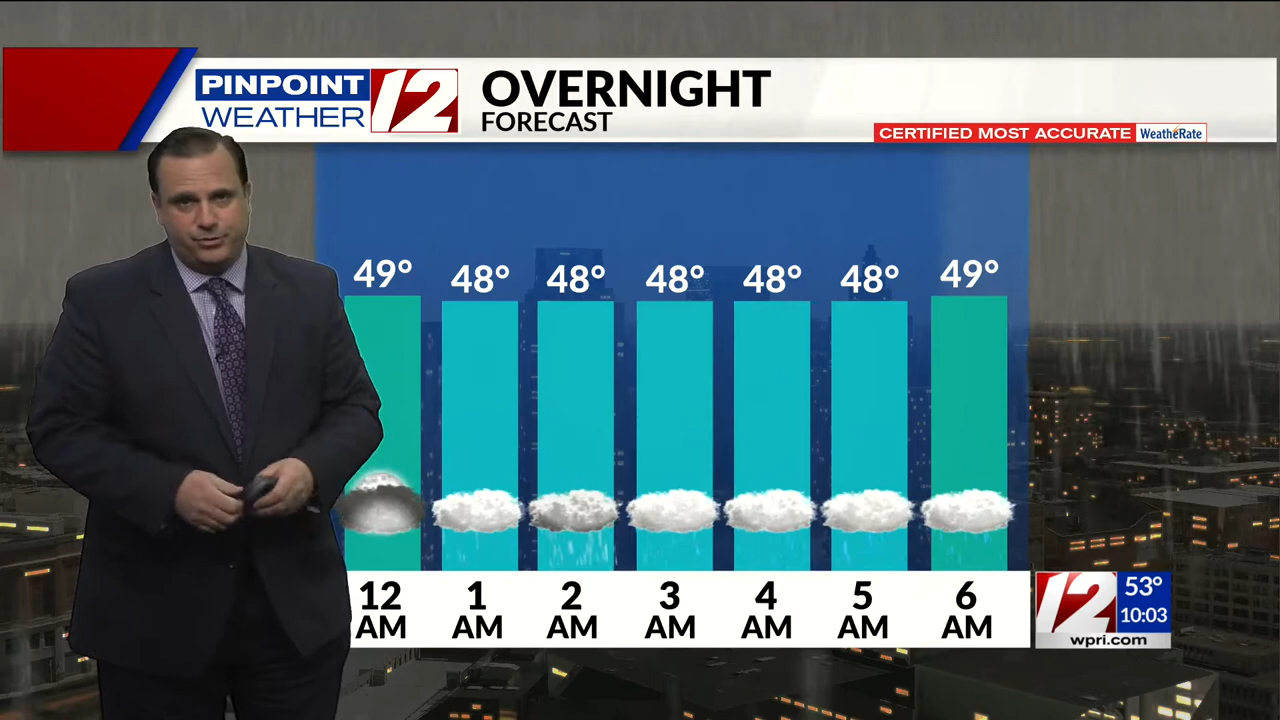 PINPOINT
WEATHER 12
OVERNIGHT
FORECAST
CERTIFIED MOST ACCURATE WeatheRate
49° 48° 48° 48° 48° 48° 49°
12 1 2 3 4 5 6
AM AM AM AM AM AM AM
12 53°
10:03
wpri.com